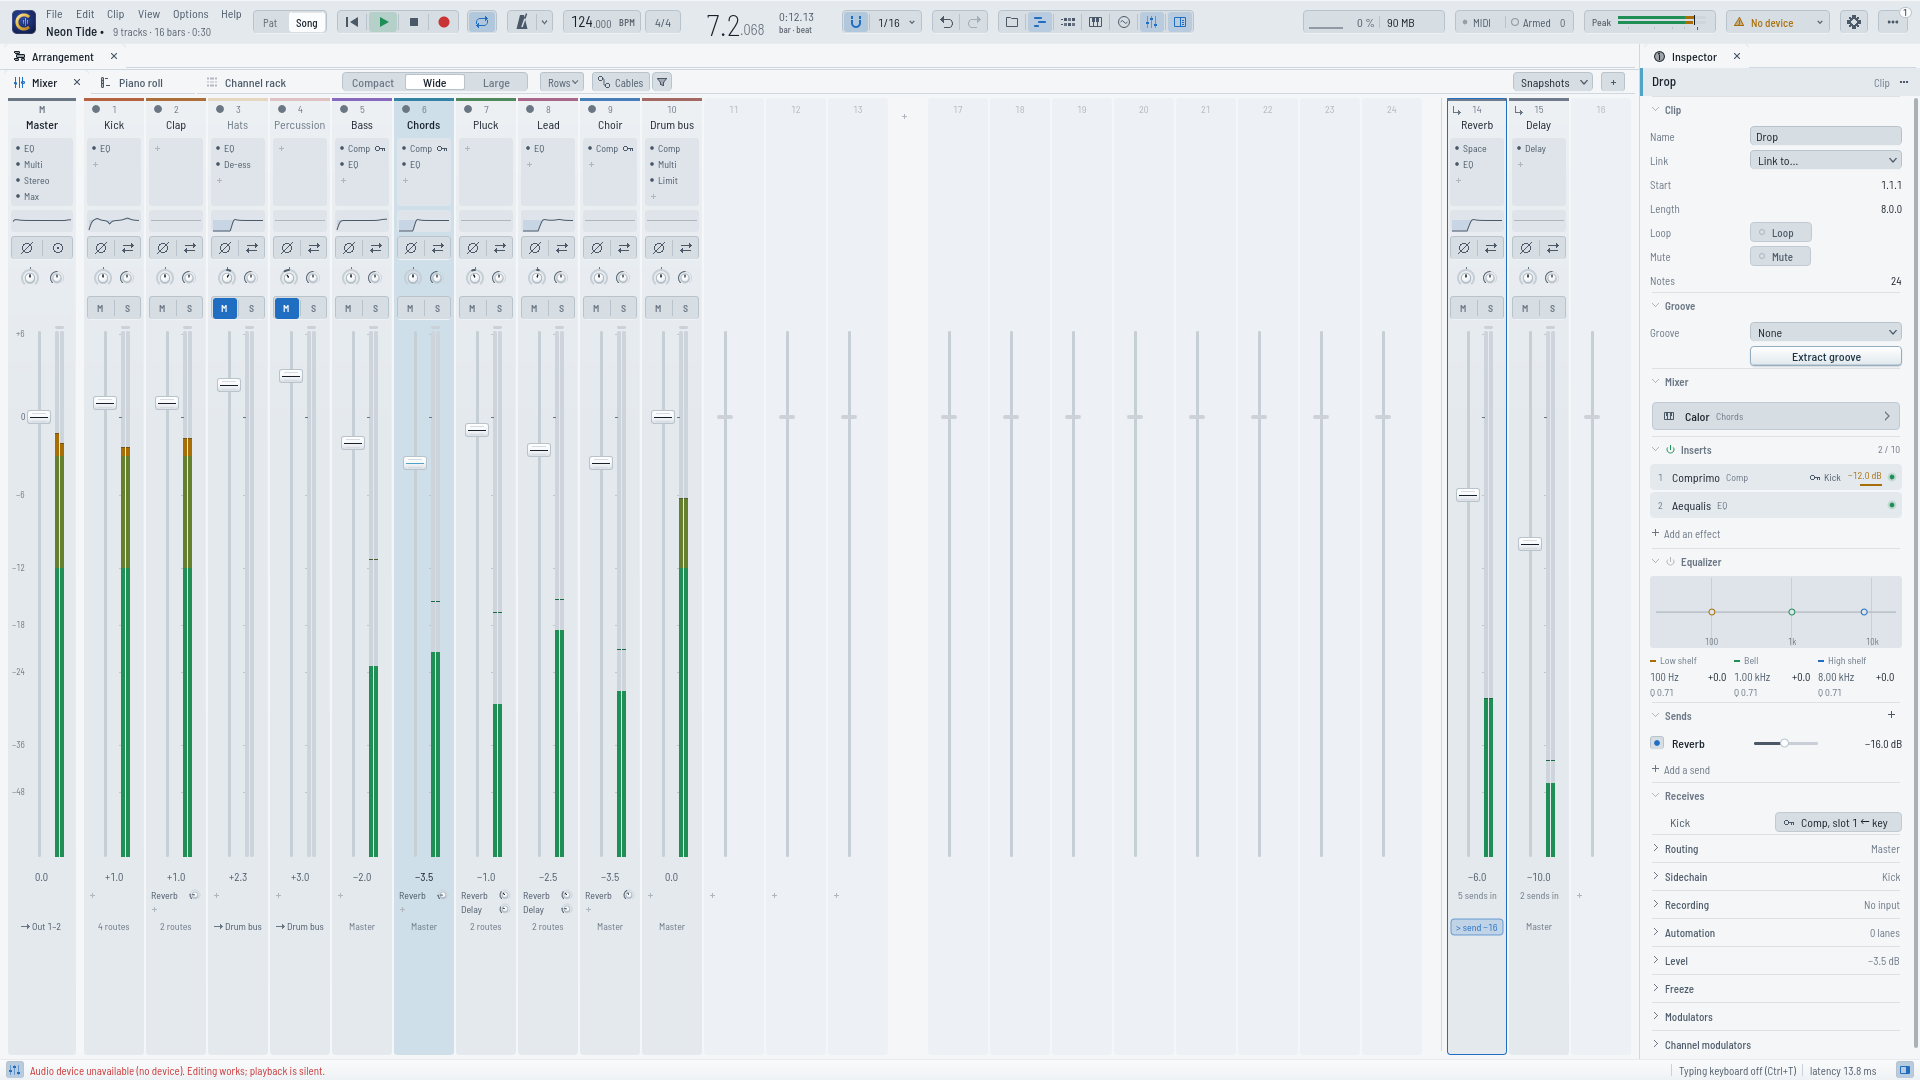 File Edit Clip View Options Help
Neon Tide • 9 tracks · 16 bars · 0:30
Pat Song
124.000 BPM 4/4
7.2.068
0:12.13
bar · beat
1/16
0 % 90 MB
MIDI Armed 0
Peak
No device
1
Arrangement
Mixer Piano roll Channel rack
Compact Wide Large
Rows Cables
Snapshots +
M 1 2 3 4 5 6 7 8 9 10 11 12 13 + 17 18 19 20 21 22 23 24 14 15 16
Master Kick Clap Hats Percussion Bass Chords Pluck Lead Choir Drum bus Reverb Delay
EQ EQ + EQ + Comp Comp + EQ Comp Comp Space Delay
Multi + De-ess EQ EQ + + Multi EQ +
Stereo + + + Limit +
Max +
M S M S M S M S M S M S M S M S M S M S M S M S
+6
0
−6
−12
−18
−24
−36
−48
0.0 +1.0 +1.0 +2.3 +3.0 −2.0 −3.5 −1.0 −2.5 −3.5 0.0 −6.0 −10.0
+ Reverb + + + Reverb Reverb Reverb Reverb + + + + 5 sends in 2 sends in +
+ + Delay Delay +
Out 1–2 4 routes 2 routes Drum bus Drum bus Master Master 2 routes 2 routes Master Master > send −16 Master
Inspector
Drop Clip
Clip
Name Drop
Link Link to...
Start 1.1.1
Length 8.0.0
Loop Loop
Mute Mute
Notes 24
Groove
Groove None
Extract groove
Mixer
Calor Chords
Inserts 2 / 10
1 Comprimo Comp Kick −12.0 dB
2 Aequalis EQ
+ Add an effect
Equalizer
100 1k 10k
Low shelf Bell High shelf
100 Hz +0.0 1.00 kHz +0.0 8.00 kHz +0.0
Q 0.71 Q 0.71 Q 0.71
Sends +
Reverb −16.0 dB
+ Add a send
Receives
Kick Comp, slot 1 ← key
Routing Master
Sidechain Kick
Recording No input
Automation 0 lanes
Level −3.5 dB
Freeze
Modulators
Channel modulators
Audio device unavailable (no device). Editing works; playback is silent.
Typing keyboard off (Ctrl+T) latency 13.8 ms